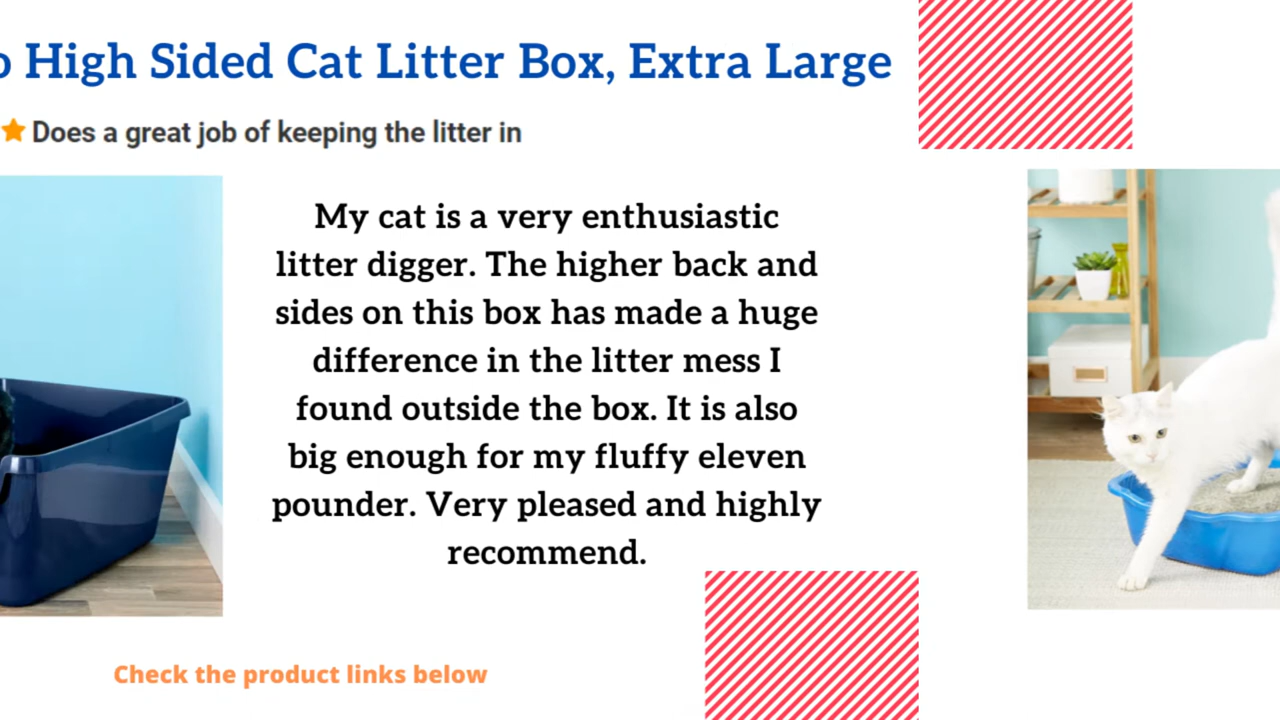 High Sided Cat Litter Box, Extra Large
Does a great job of keeping the litter in
My cat is a very enthusiastic
litter digger. The higher back and
sides on this box has made a huge
difference in the litter mess I
found outside the box. It is also
big enough for my fluffy eleven
pounder. Very pleased and highly
recommend.
Check the product links below